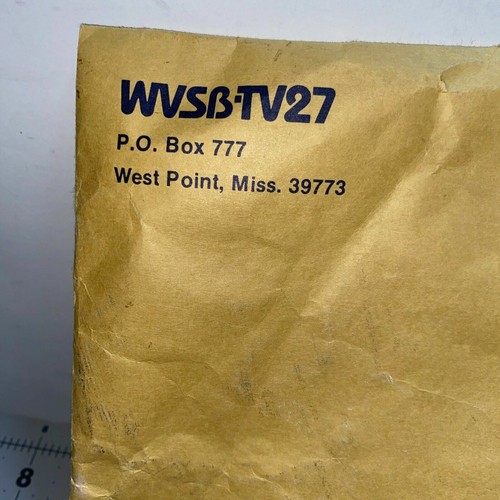 WVSB-TV27
P.O. Box 777
West Point, Miss. 39773
8